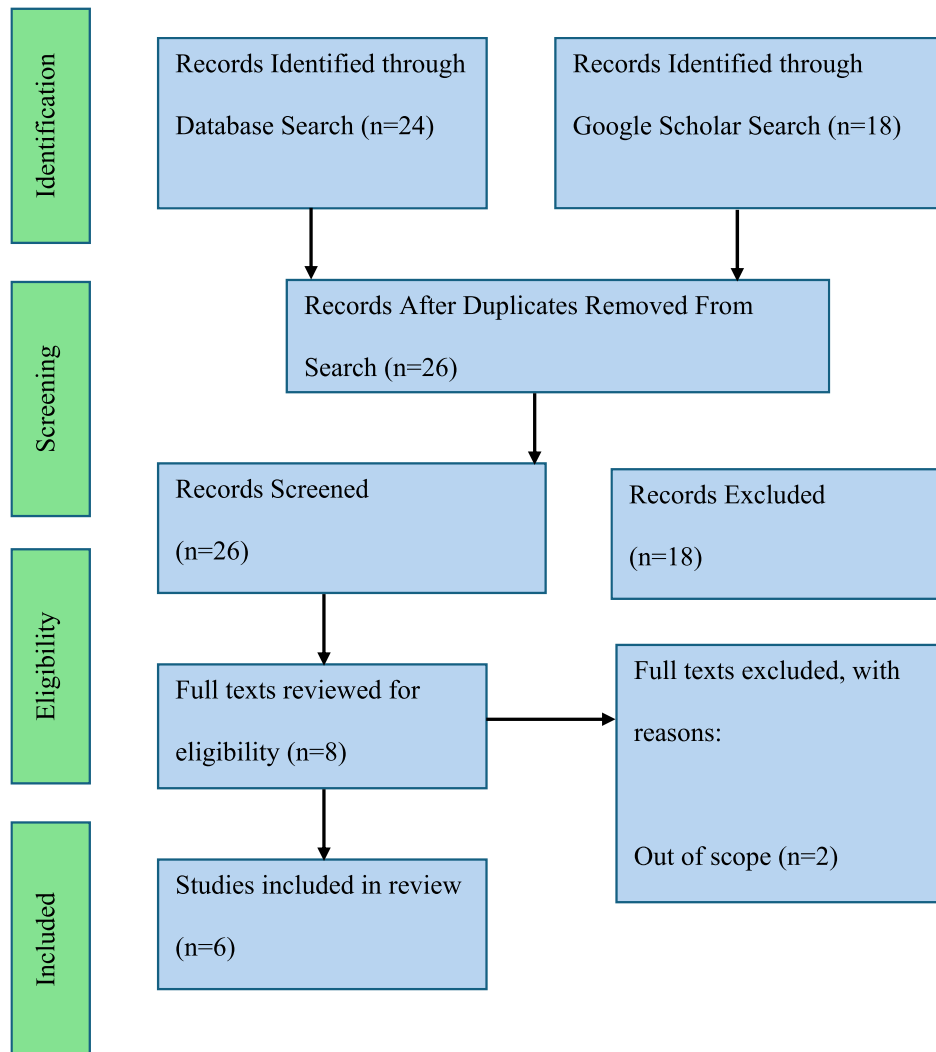 Identification
Records Identified through
Database Search (n=24)
Records Identified through
Google Scholar Search (n=18)
Screening
Records After Duplicates Removed From
Search (n=26)
Records Screened
(n=26)
Records Excluded
(n=18)
Eligibility
Full texts reviewed for
eligibility (n=8)
Full texts excluded, with
reasons:
Out of scope (n=2)
Included
Studies included in review
(n=6)